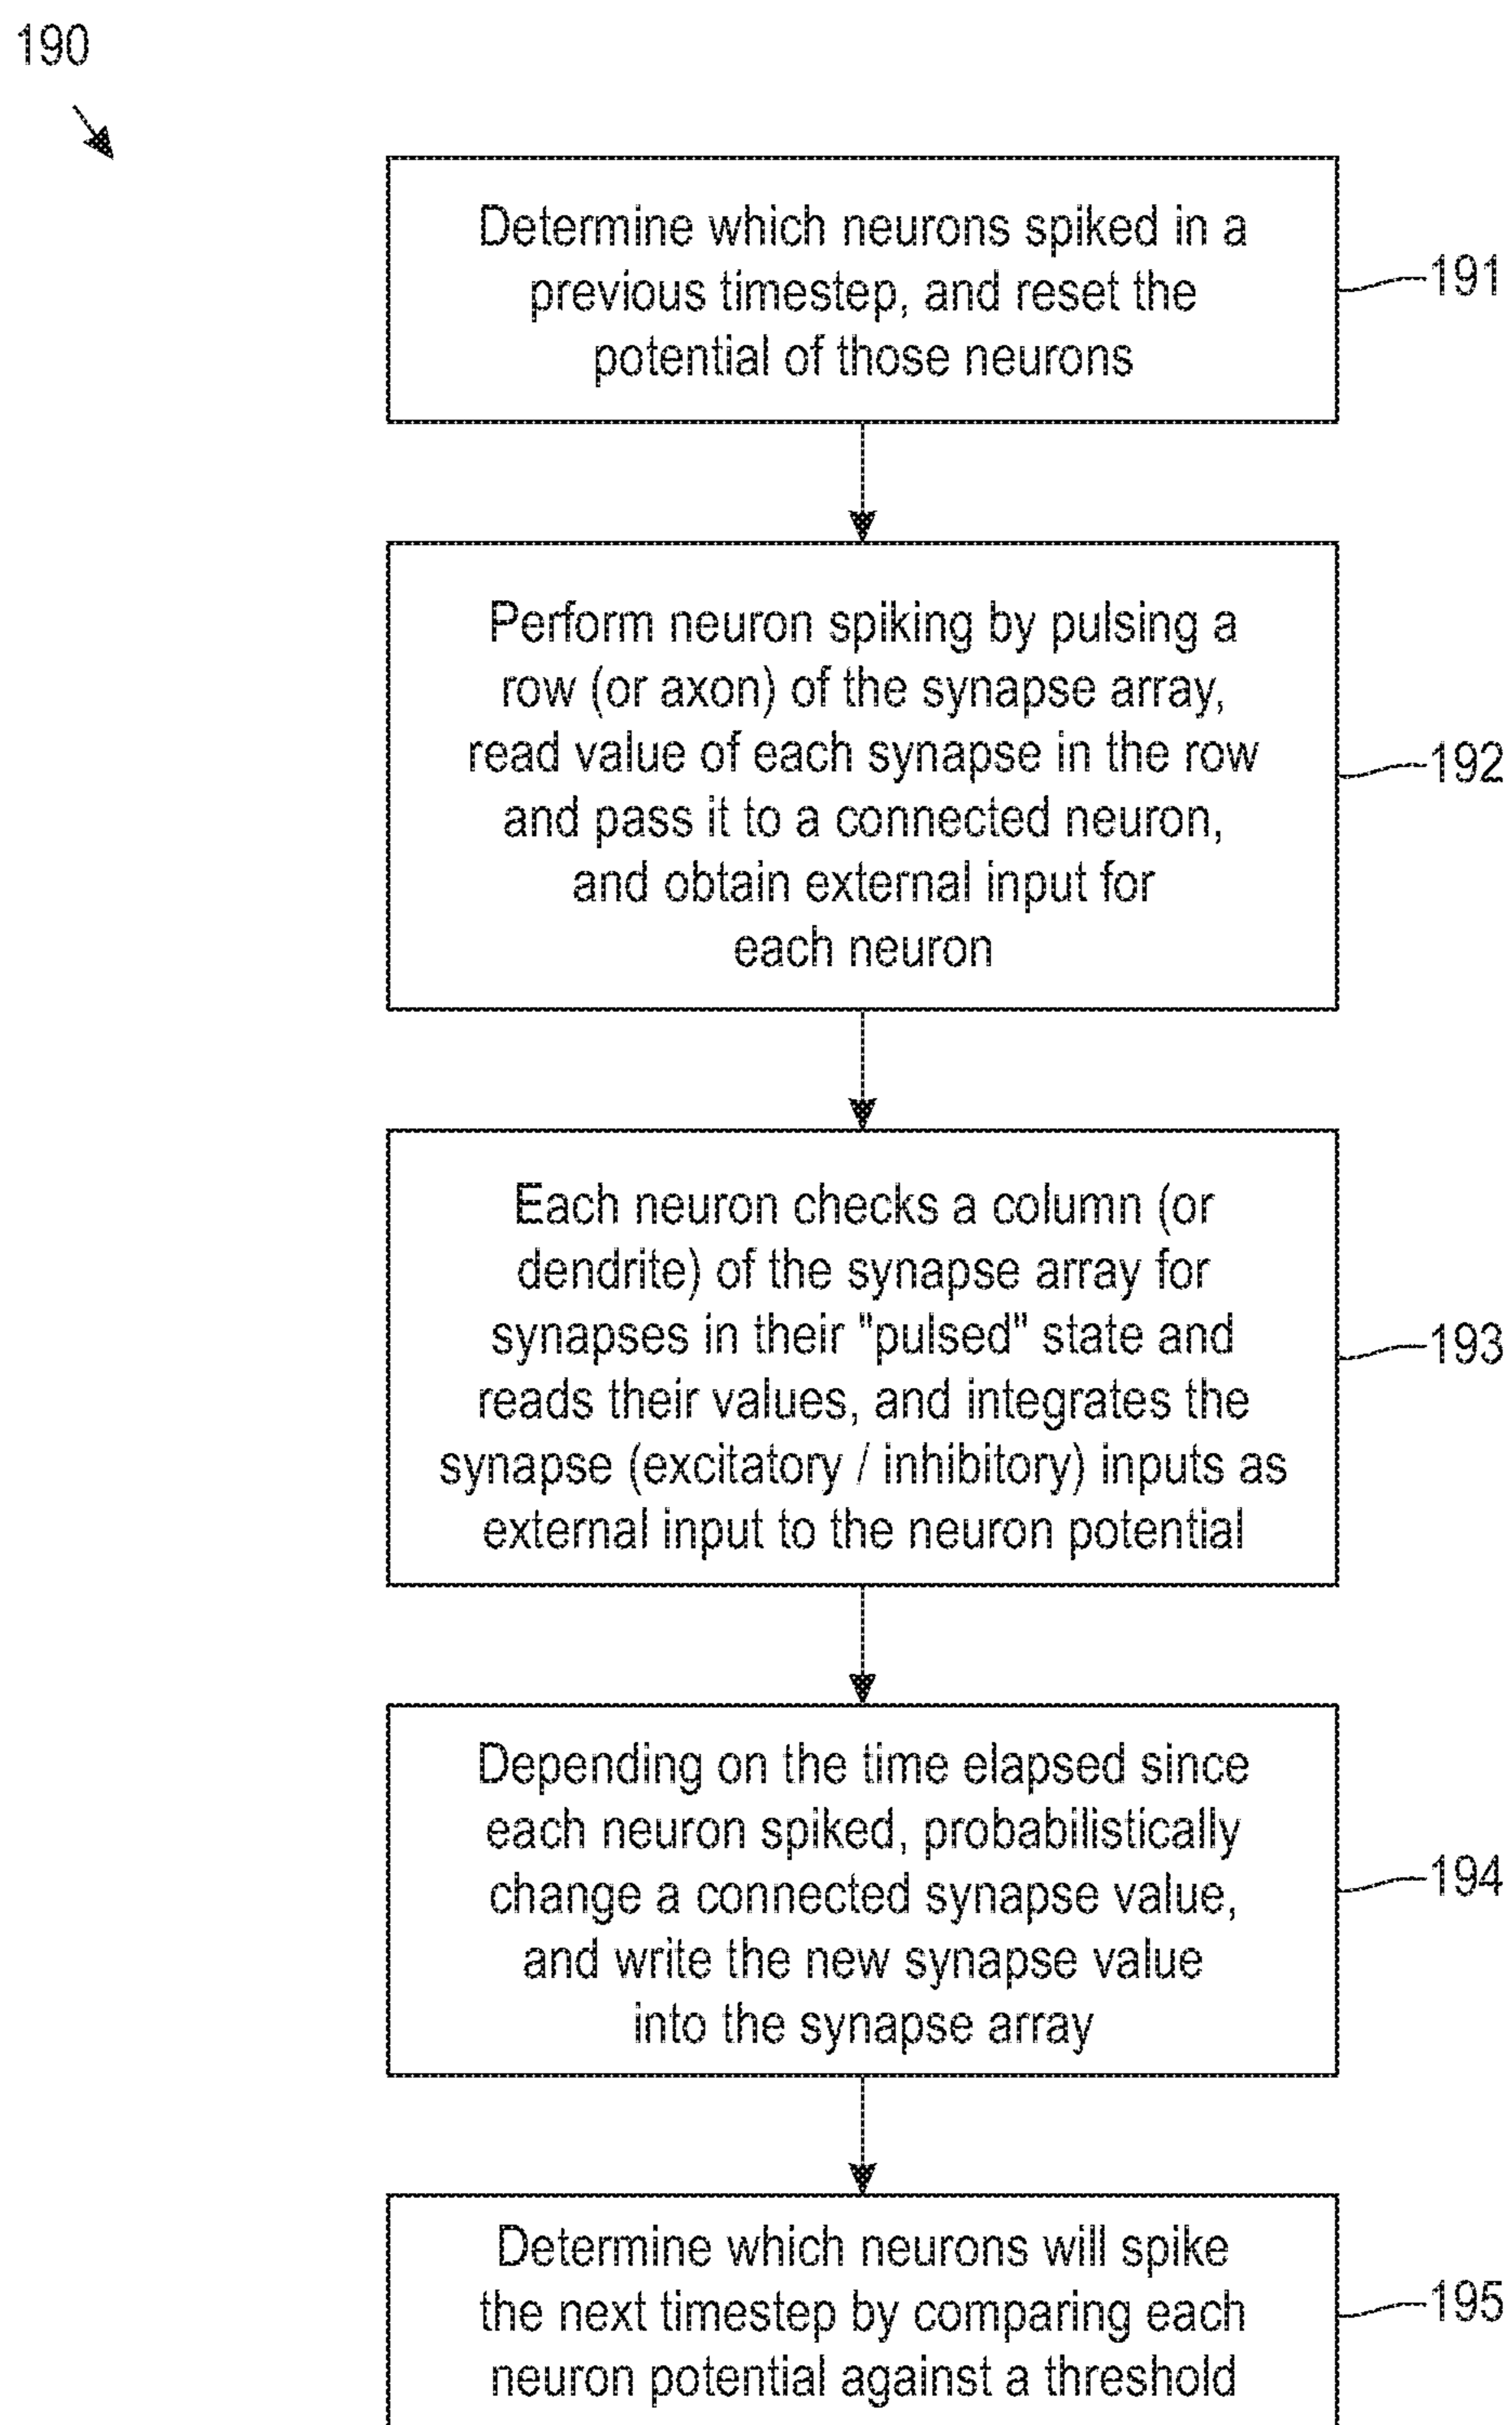 190
Determine which neurons spiked in a
previous timestep, and reset the
potential of those neurons
191
Perform neuron spiking by pulsing a
row (or axon) of the synapse array,
read value of each synapse in the row
and pass it to a connected neuron,
and obtain external input for
each neuron
192
Each neuron checks a column (or
dendrite) of the synapse array for
synapses in their "pulsed" state and
reads their values, and integrates the
synapse (excitatory / inhibitory) inputs as
external input to the neuron potential
193
Depending on the time elapsed since
each neuron spiked, probabilistically
change a connected synapse value,
and write the new synapse value
into the synapse array
194
Determine which neurons will spike
the next timestep by comparing each
neuron potential against a threshold
195